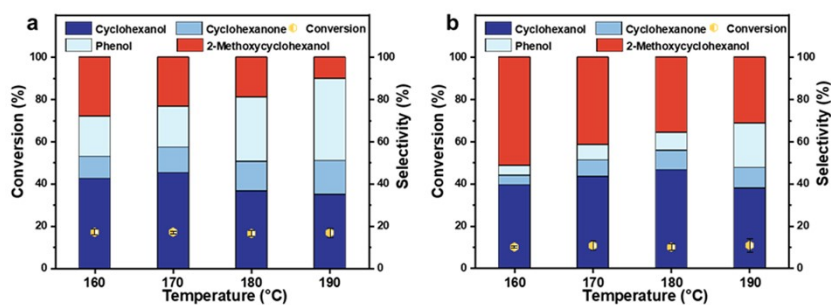 a
Cyclohexanol Cyclohexanone Conversion
Phenol 2-Methoxycyclohexanol
100 100
80 80
60 60
40 40
20 20
0 0
Conversion (%)
Selectivity (%)
160 170 180 190
Temperature (°C)
b
Cyclohexanol Cyclohexanone Conversion
Phenol 2-Methoxycyclohexanol
100 100
80 80
60 60
40 40
20 20
0 0
Conversion (%)
Selectivity (%)
160 170 180 190
Temperature (°C)